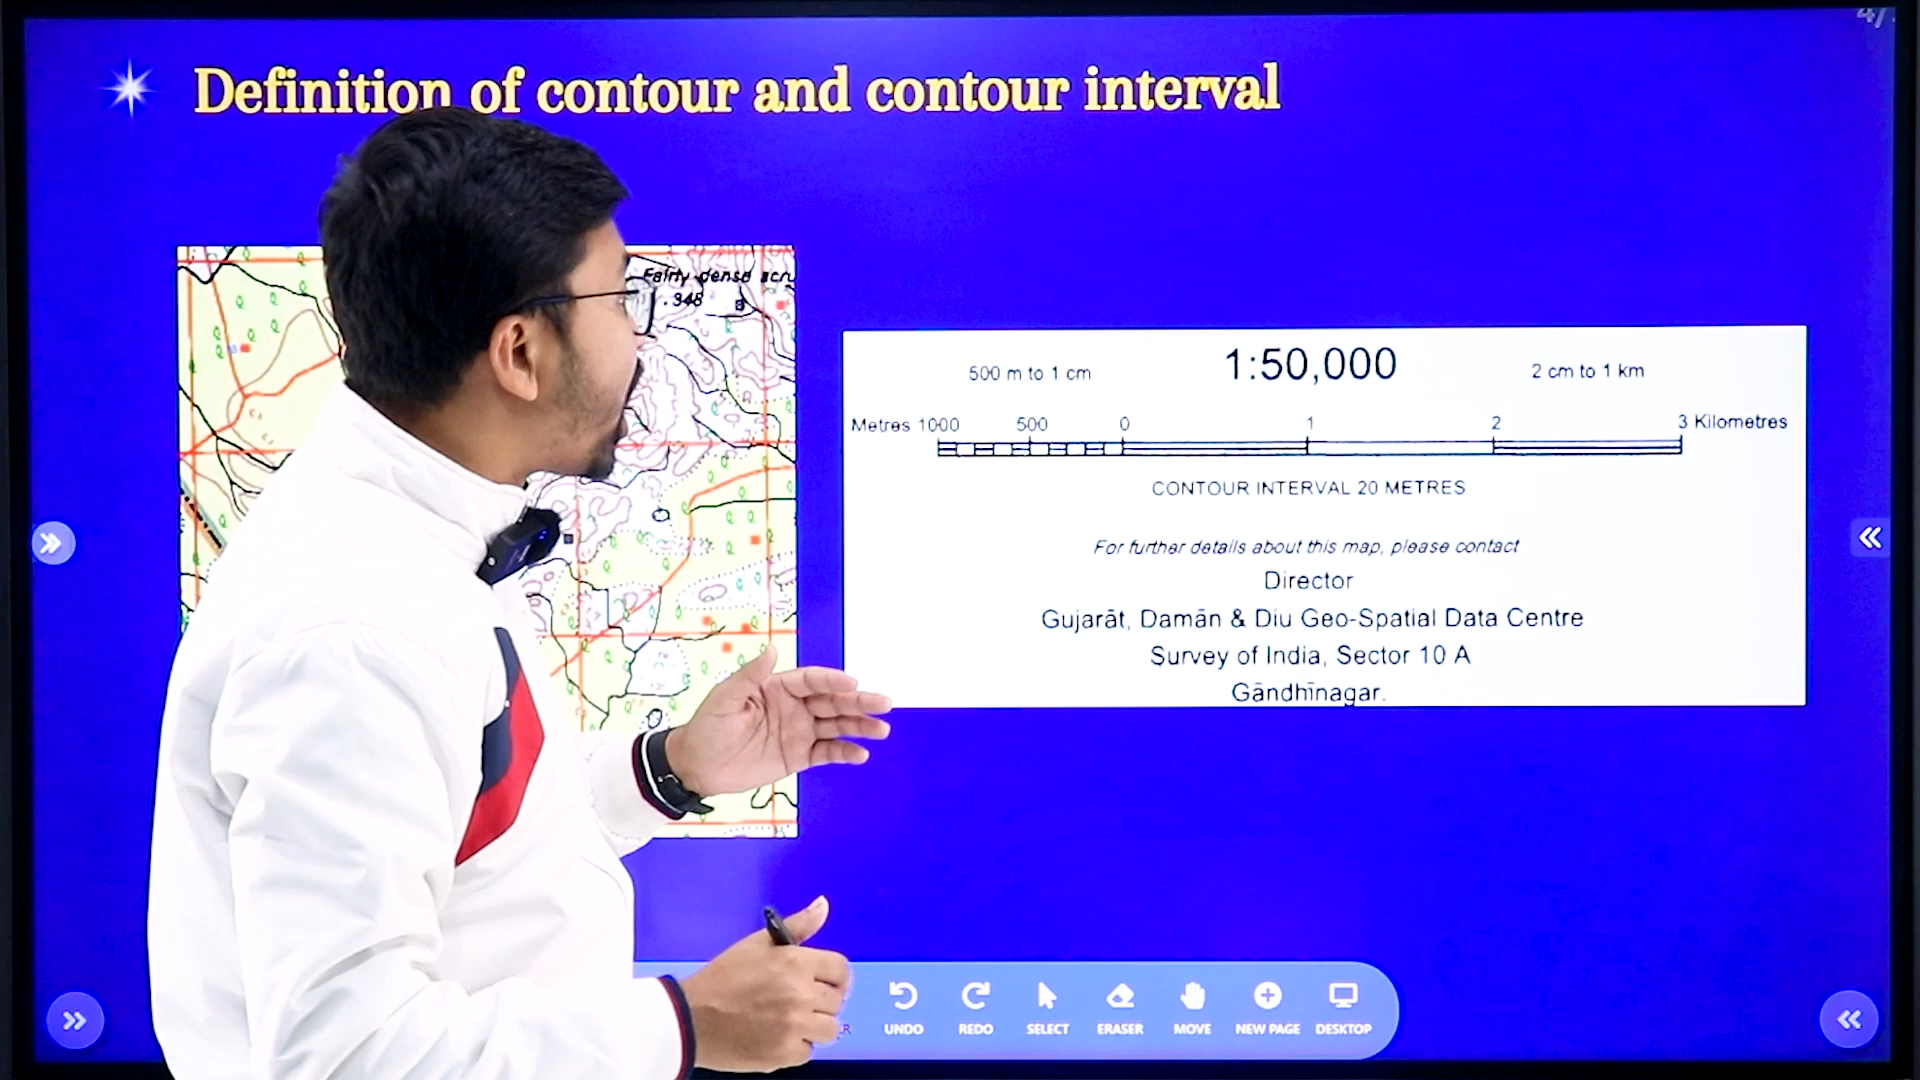 Definition of contour and contour interval
Fairly dense scru
.348
500 m to 1 cm 1:50,000 2 cm to 1 km
Metres 1000 500 0 1 2 3 Kilometres
CONTOUR INTERVAL 20 METRES
For further details about this map, please contact
Director
Gujarāt, Damān & Diu Geo-Spatial Data Centre
Survey of India, Sector 10 A
Gāndhīnagar.
UNDO REDO SELECT ERASER MOVE NEW PAGE DESKTOP